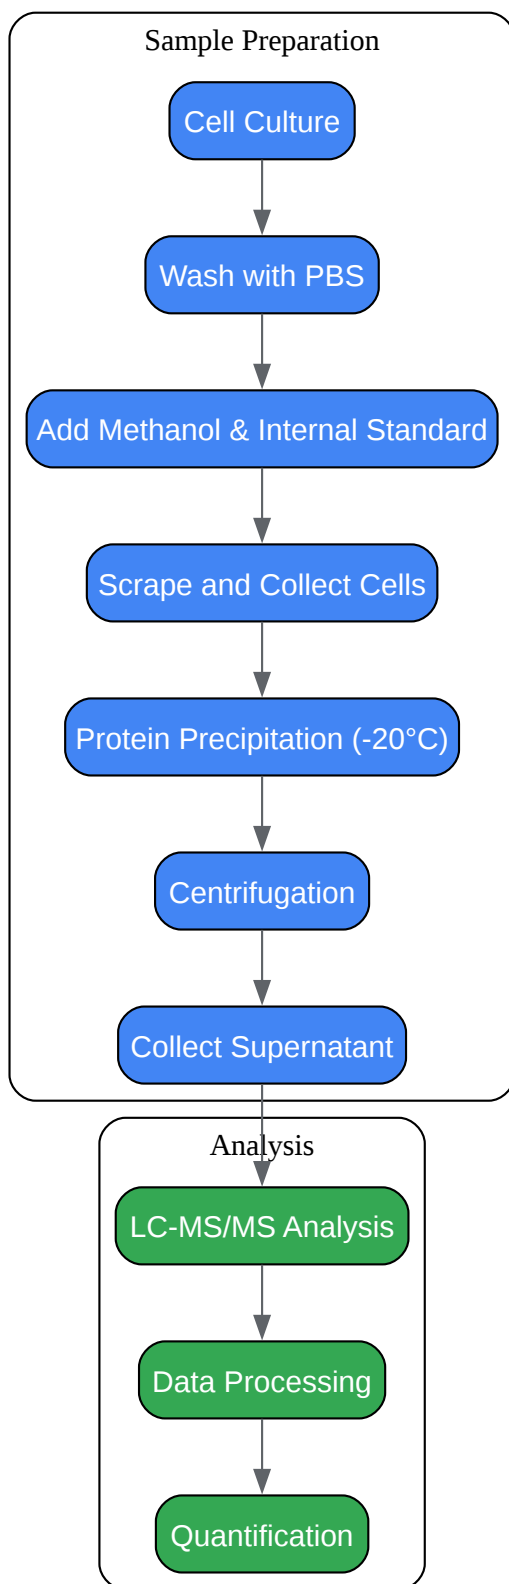 Sample Preparation
Cell Culture
Wash with PBS
Add Methanol & Internal Standard
Scrape and Collect Cells
Protein Precipitation (-20°C)
Centrifugation
Collect Supernatant
Analysis
LC-MS/MS Analysis
Data Processing
Quantification